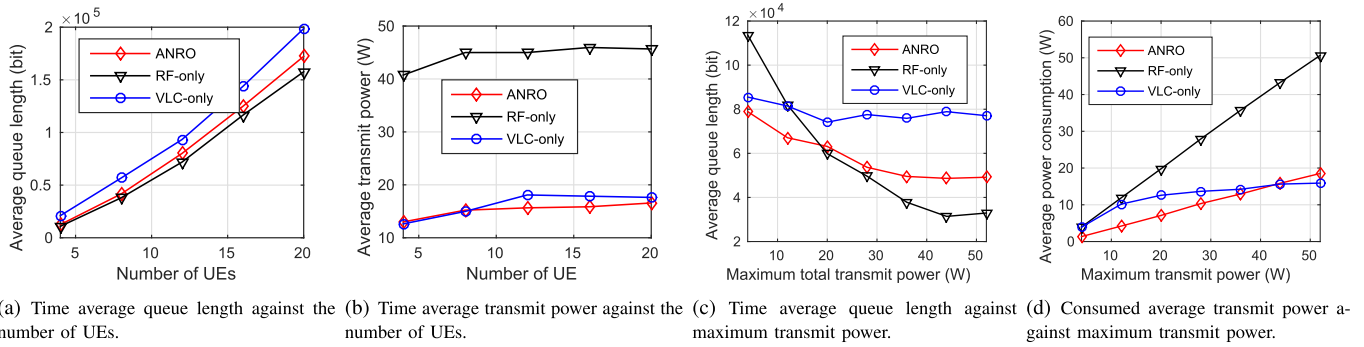 2
× 10⁵
1.5
1
0.5
0
5
10
15
20
Average queue length (bit)
Number of UEs
ANRO
RF-only
VLC-only
50
40
30
20
10
5
10
15
20
Average transmit power (W)
Number of UE
ANRO
RF-only
VLC-only
12
× 10⁴
10
8
6
4
2
10
20
30
40
50
Average queue length (bit)
Maximum total transmit power (W)
ANRO
RF-only
VLC-only
60
50
40
30
20
10
0
10
20
30
40
50
Average power consumption (W)
Maximum transmit power (W)
ANRO
RF-only
VLC-only
(a) Time average queue length against the
number of UEs.
(b) Time average transmit power against the
number of UEs.
(c) Time average queue length against
maximum transmit power.
(d) Consumed average transmit power a-
gainst maximum transmit power.